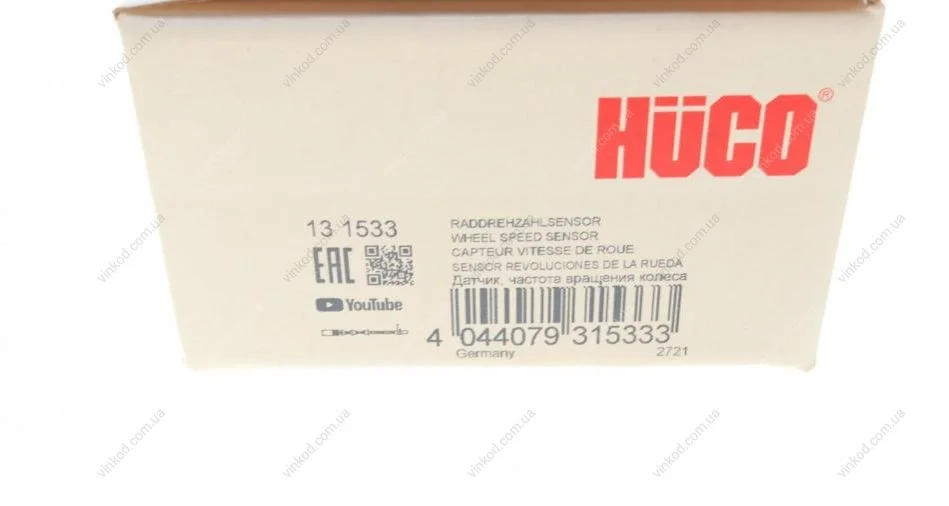 HÜCO®
13 1533
RADDREHZAHLSENSOR
WHEEL SPEED SENSOR
CAPTEUR VITESSE DE ROUE
SENSOR REVOLUCIONES DE LA RUEDA
Датчик, частота вращения колеса
EAC
YouTube
4 044079 315333
Germany 2721
vinkod.com.ua